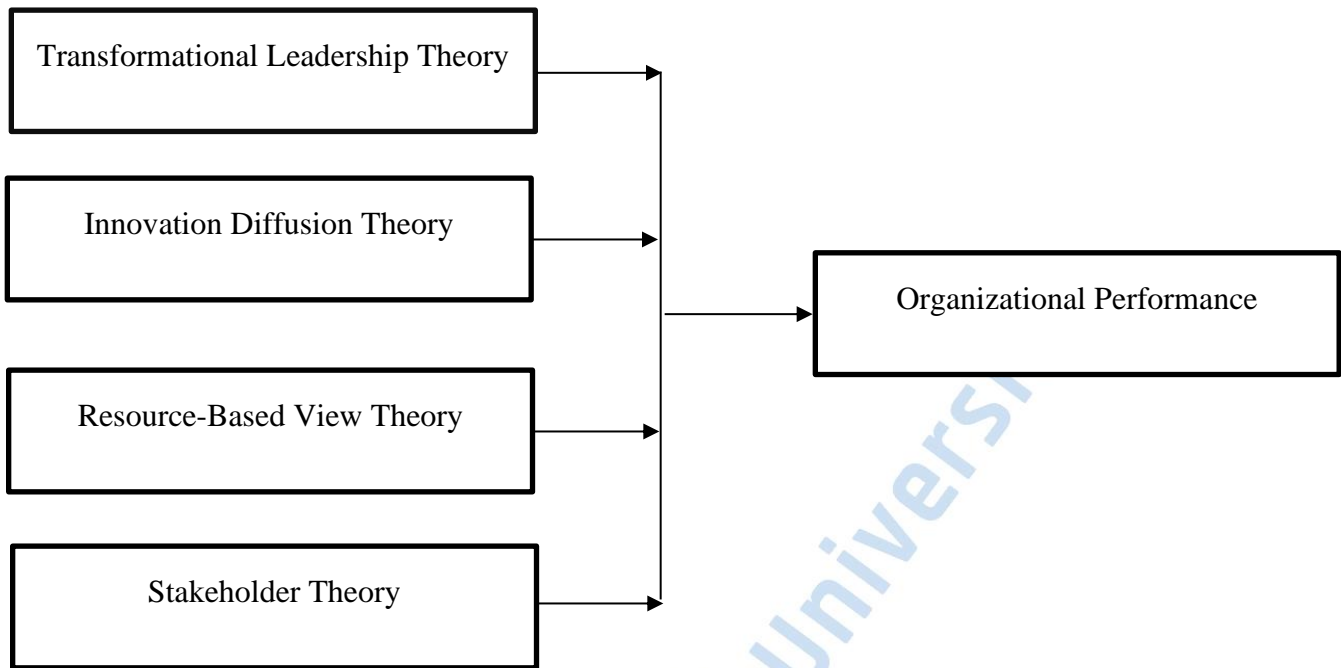 Transformational Leadership Theory
Innovation Diffusion Theory
Organizational Performance
Resource-Based View Theory
Stakeholder Theory